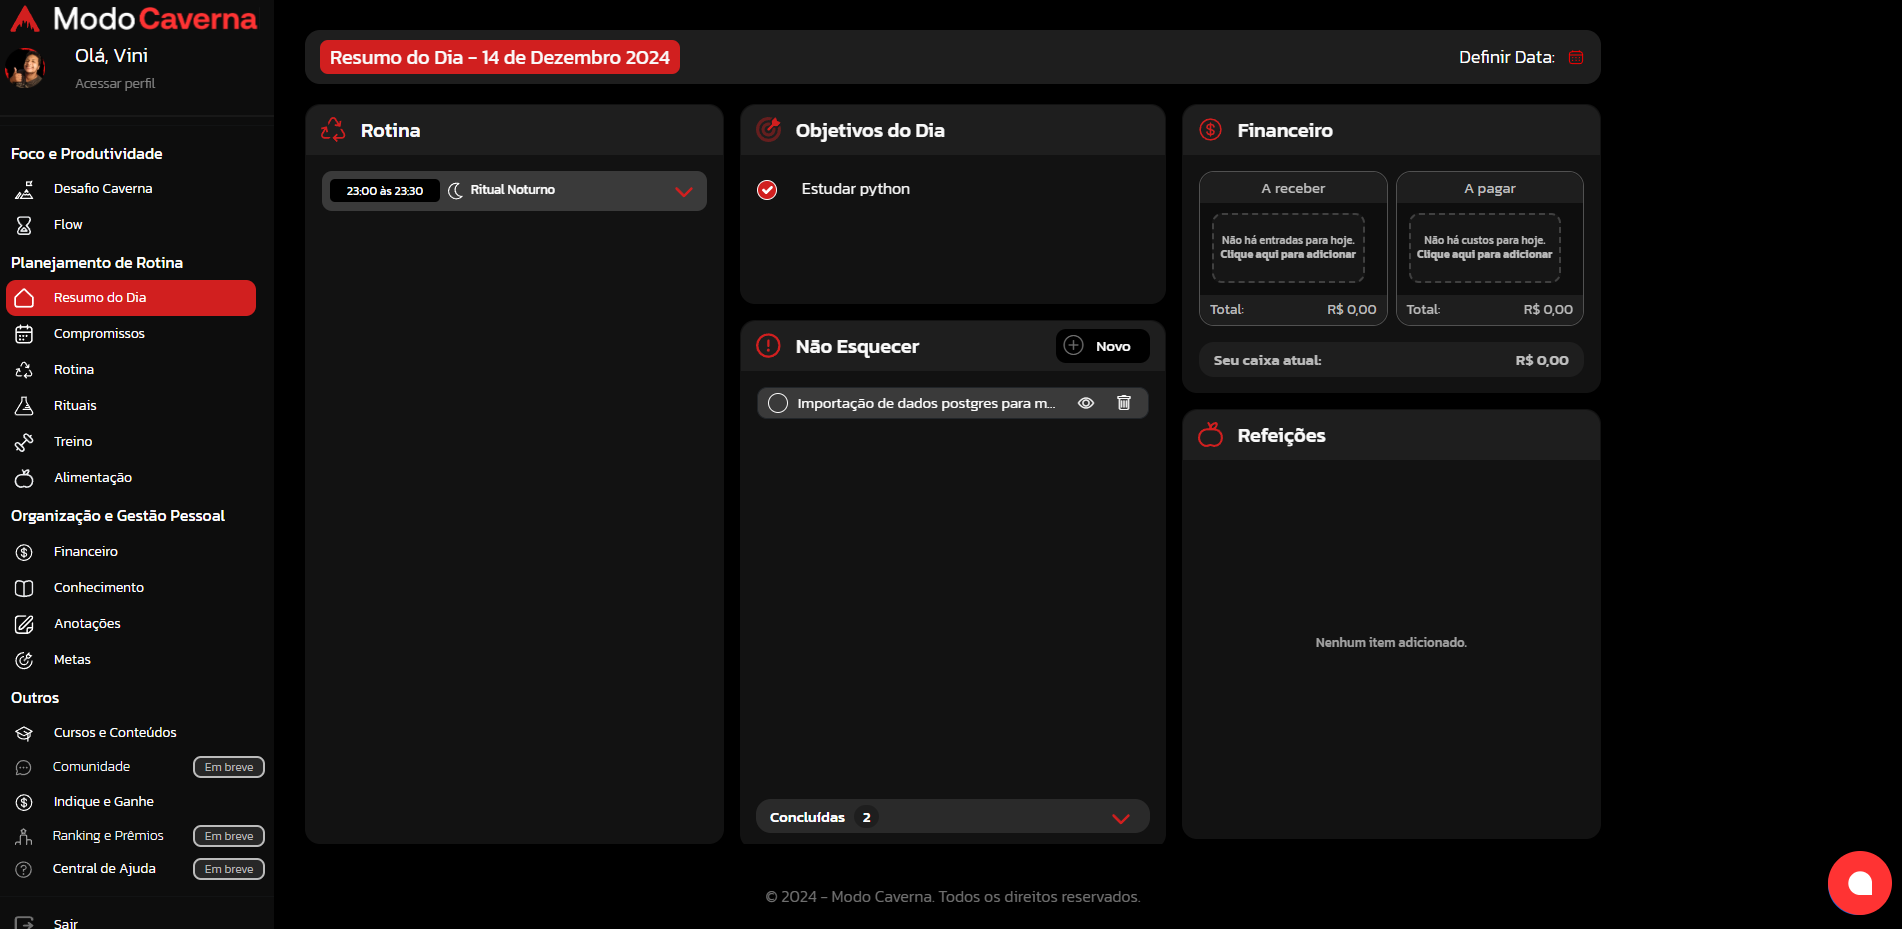 Modo Caverna
Olá, Vini
Acessar perfil
Foco e Produtividade
Desafio Caverna
Flow
Planejamento de Rotina
Resumo do Dia
Compromissos
Rotina
Rituais
Treino
Alimentação
Organização e Gestão Pessoal
Financeiro
Conhecimento
Anotações
Metas
Outros
Cursos e Conteúdos
Comunidade Em breve
Indique e Ganhe
Ranking e Prêmios Em breve
Central de Ajuda Em breve
Sair
Resumo do Dia - 14 de Dezembro 2024
Definir Data:
Rotina
23:00 às 23:30 Ritual Noturno
Objetivos do Dia
Estudar python
Não Esquecer
Novo
Importação de dados postgres para m...
Concluídas 2
Financeiro
A receber
Não há entradas para hoje.
Clique aqui para adicionar
Total: R$ 0,00
A pagar
Não há custos para hoje.
Clique aqui para adicionar
Total: R$ 0,00
Seu caixa atual: R$ 0,00
Refeições
Nenhum item adicionado.
© 2024 - Modo Caverna. Todos os direitos reservados.